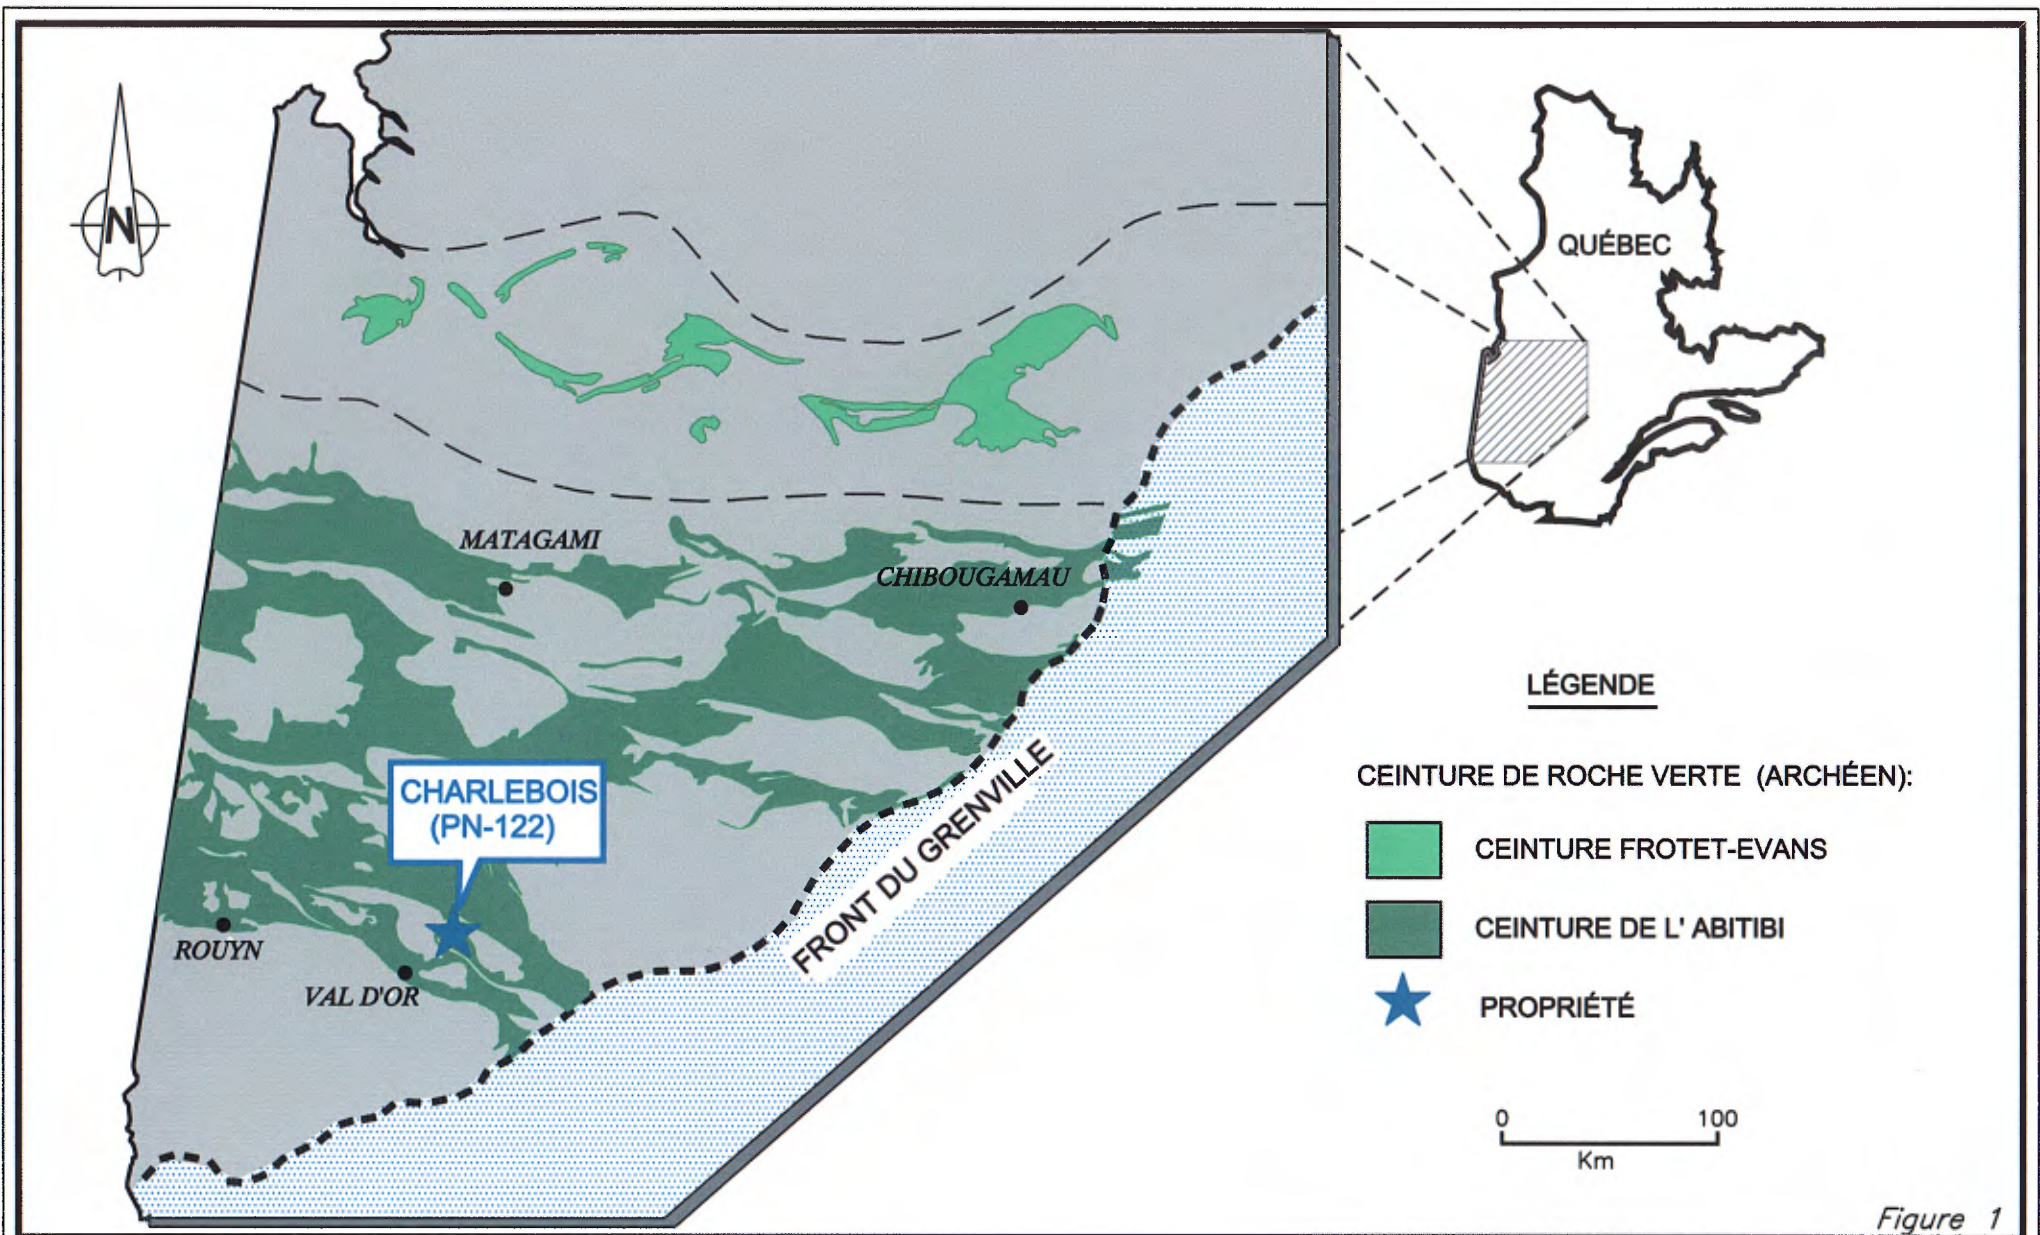 N
QUÉBEC
MATAGAMI
CHIBOUGAMAU
CHARLEBOIS
(PN-122)
ROUYN
VAL D'OR
FRONT DU GRENVILLE
LÉGENDE
CEINTURE DE ROCHE VERTE (ARCHÉEN):
CEINTURE FROTET-EVANS
CEINTURE DE L' ABITIBI
PROPRIÉTÉ
0 100
Km
Figure 1